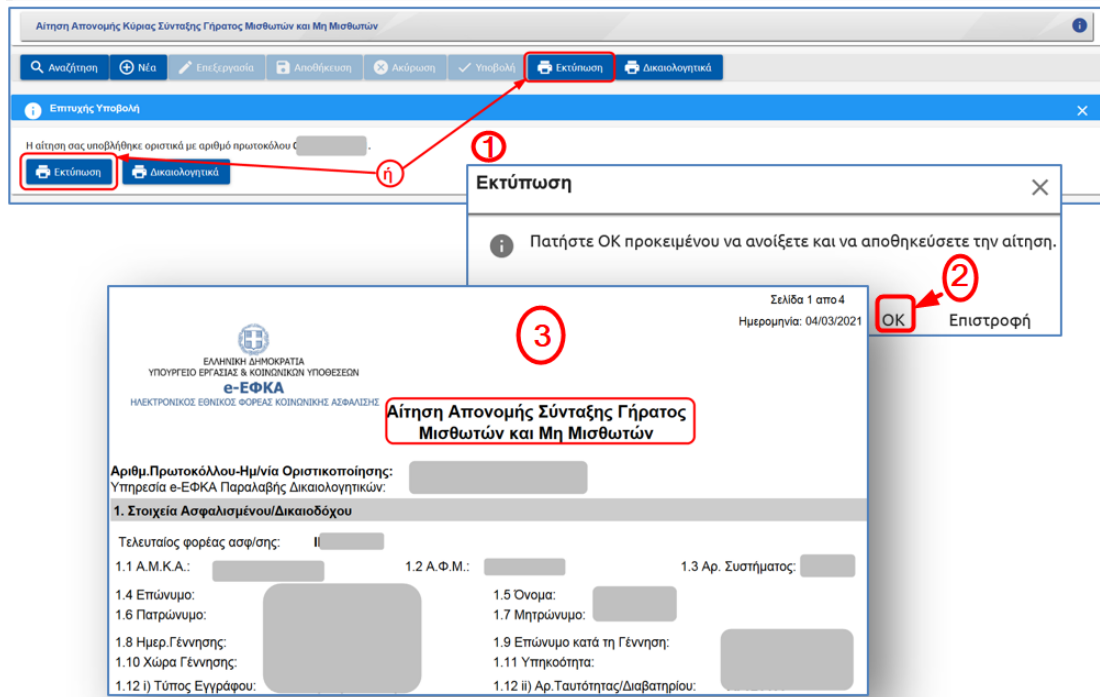 Αίτηση Απονομής Κύριας Σύνταξης Γήρατος Μισθωτών και Μη Μισθωτών
Αναζήτηση Νέα Επεξεργασία Αποθήκευση Ακύρωση Υποβολή Εκτύπωση Δικαιολογητικά
Επιτυχής Υποβολή
Η αίτηση σας υποβλήθηκε οριστικά με αριθμό πρωτοκόλου .
Εκτύπωση Δικαιολογητικά
ή
1
Εκτύπωση
Πατήστε ΟΚ προκειμένου να ανοίξετε και να αποθηκεύσετε την αίτηση.
2
OK Επιστροφή
Σελίδα 1 απο 4
Ημερομηνία: 04/03/2021
3
ΕΛΛΗΝΙΚΗ ΔΗΜΟΚΡΑΤΙΑ
ΥΠΟΥΡΓΕΙΟ ΕΡΓΑΣΙΑΣ & ΚΟΙΝΩΝΙΚΩΝ ΥΠΟΘΕΣΕΩΝ
e-ΕΦΚΑ
ΗΛΕΚΤΡΟΝΙΚΟΣ ΕΘΝΙΚΟΣ ΦΟΡΕΑΣ ΚΟΙΝΩΝΙΚΗΣ ΑΣΦΑΛΙΣΗΣ
Αίτηση Απονομής Σύνταξης Γήρατος
Μισθωτών και Μη Μισθωτών
Αριθμ.Πρωτοκόλλου-Ημ/νία Οριστικοποίησης:
Υπηρεσία e-ΕΦΚΑ Παραλαβής Δικαιολογητικών:
1. Στοιχεία Ασφαλισμένου/Δικαιοδόχου
Τελευταίος φορέας ασφ/σης:
1.1 Α.Μ.Κ.Α.: 1.2 Α.Φ.Μ.: 1.3 Αρ. Συστήματος:
1.4 Επώνυμο: 1.5 Όνομα:
1.6 Πατρώνυμο: 1.7 Μητρώνυμο:
1.8 Ημερ.Γέννησης: 1.9 Επώνυμο κατά τη Γέννηση:
1.10 Χώρα Γέννησης: 1.11 Υπηκοότητα:
1.12 i) Τύπος Εγγράφου: 1.12 ii) Αρ.Ταυτότητας/Διαβατηρίου: